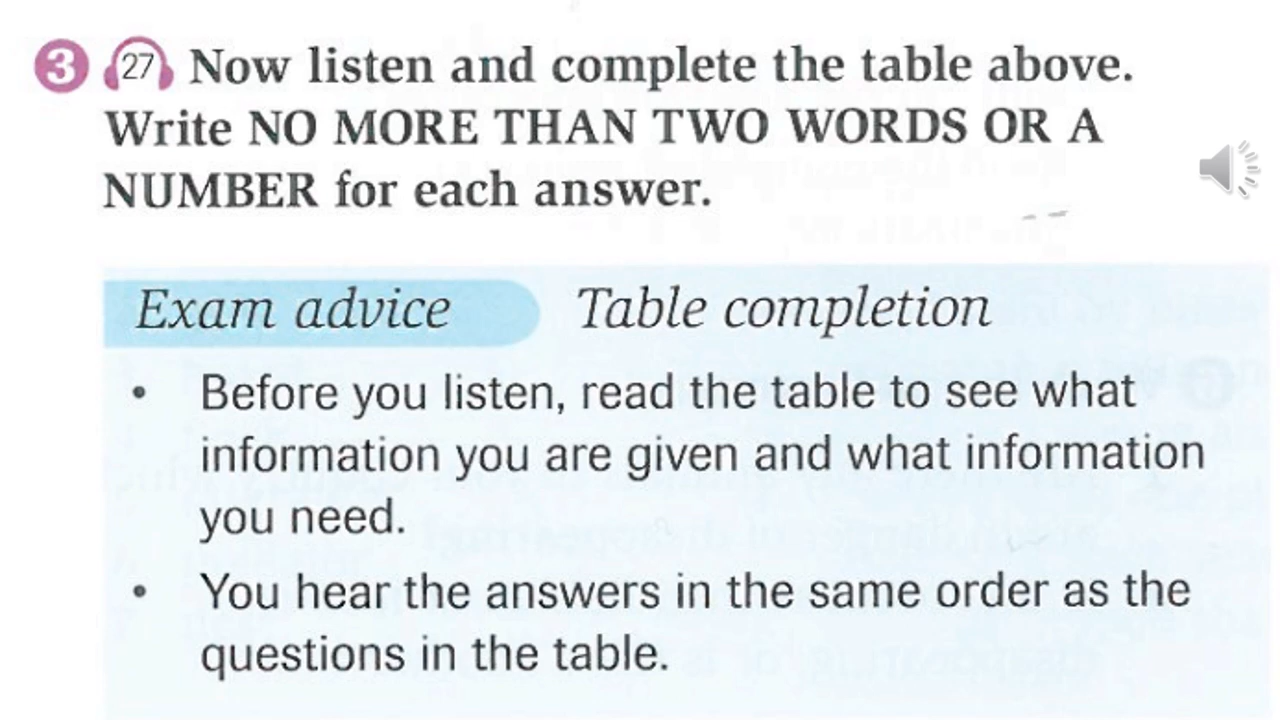 3 27 Now listen and complete the table above.
Write NO MORE THAN TWO WORDS OR A
NUMBER for each answer.
Exam advice Table completion
• Before you listen, read the table to see what
information you are given and what information
you need.
• You hear the answers in the same order as the
questions in the table.